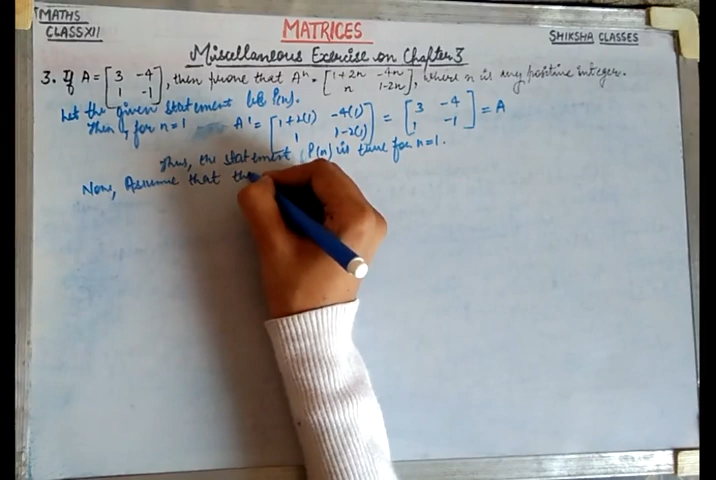 MATHS
CLASS XII
MATRICES
SHIKSHA CLASSES
Miscellaneous Exercise on Chapter 3
3. If A = [3 -4; 1 -1], then prove that Aⁿ = [1+2n -4n; n 1-2n], where n is any positive integer.
Let the given statement be P(n).
Then, for n=1 A¹ = [1+2(1) -4(1); 1 1-2(1)] = [3 -4; 1 -1] = A
Thus, the statement P(n) is true for n=1.
Now, Assume that the